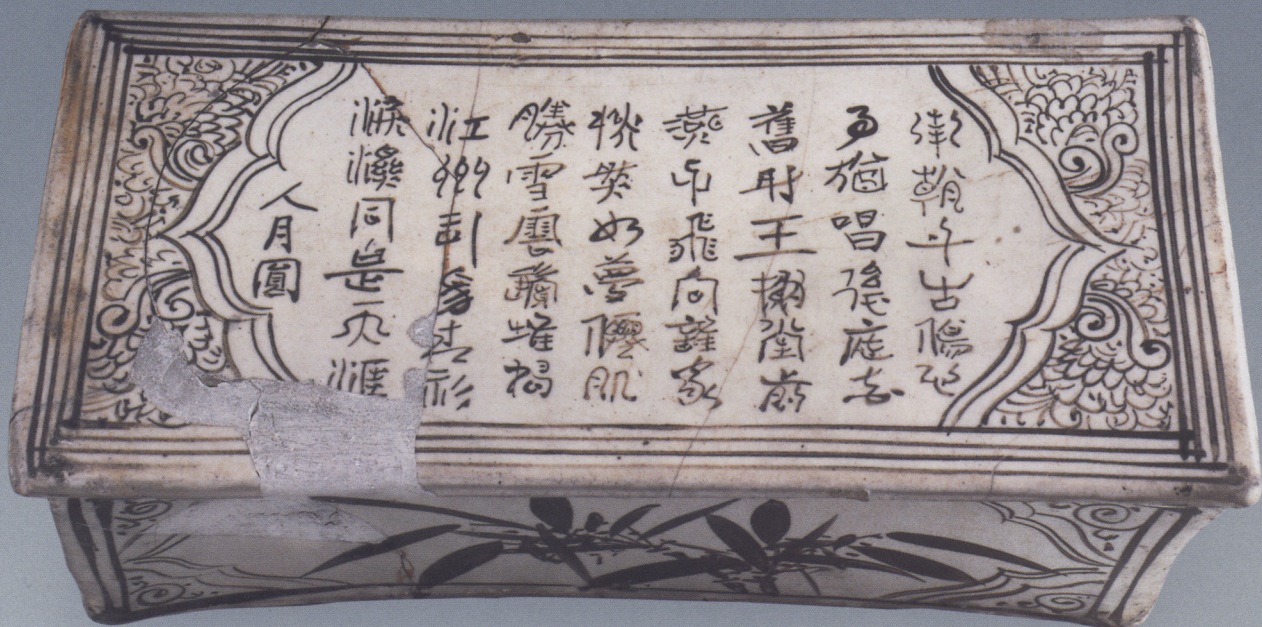 南朝千古傷心
事猶唱後庭花
舊時王榭堂前
燕子飛向誰家
恍然如夢僊肌
勝雪雲鬢堆鴉
江州司馬青衫
淚濕同是天涯
人月圓